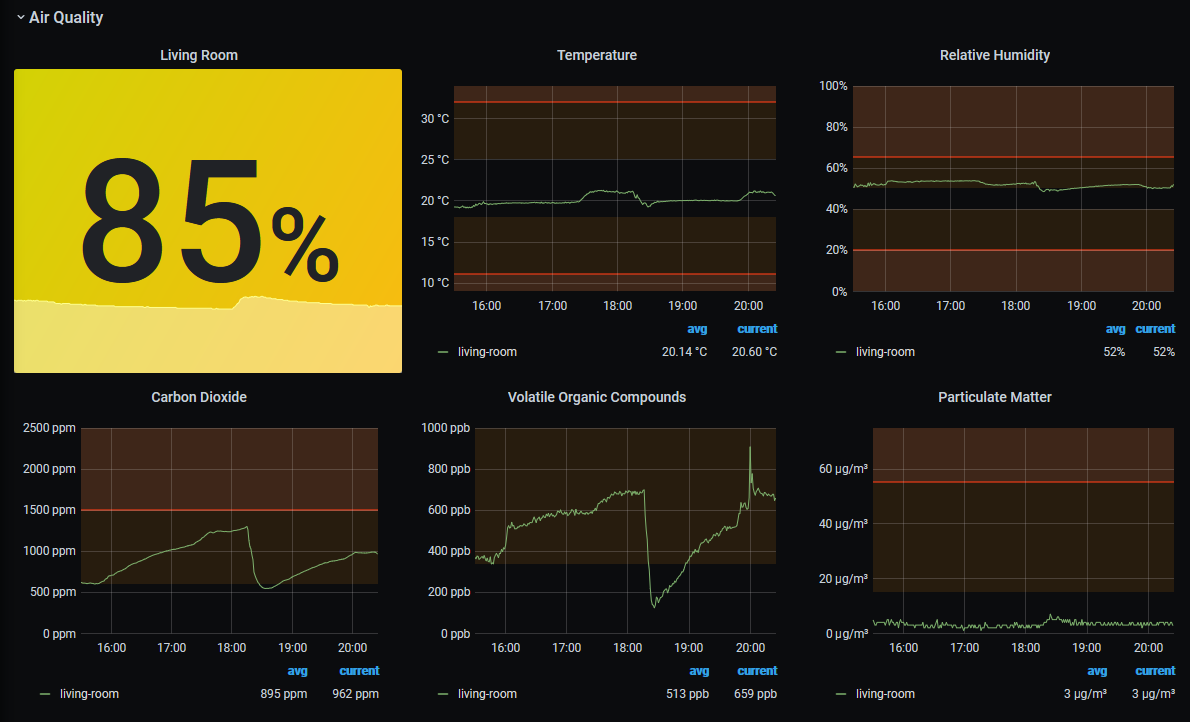 Air Quality
Living Room
85%
Temperature
30 °C
25 °C
20 °C
15 °C
10 °C
16:00 17:00 18:00 19:00 20:00
avg current
living-room 20.14 °C 20.60 °C
Relative Humidity
100%
80%
60%
40%
20%
0%
16:00 17:00 18:00 19:00 20:00
avg current
living-room 52% 52%
Carbon Dioxide
2500 ppm
2000 ppm
1500 ppm
1000 ppm
500 ppm
0 ppm
16:00 17:00 18:00 19:00 20:00
avg current
living-room 895 ppm 962 ppm
Volatile Organic Compounds
1000 ppb
800 ppb
600 ppb
400 ppb
200 ppb
0 ppb
16:00 17:00 18:00 19:00 20:00
avg current
living-room 513 ppb 659 ppb
Particulate Matter
60 μg/m³
40 μg/m³
20 μg/m³
0 μg/m³
16:00 17:00 18:00 19:00 20:00
avg current
living-room 3 μg/m³ 3 μg/m³